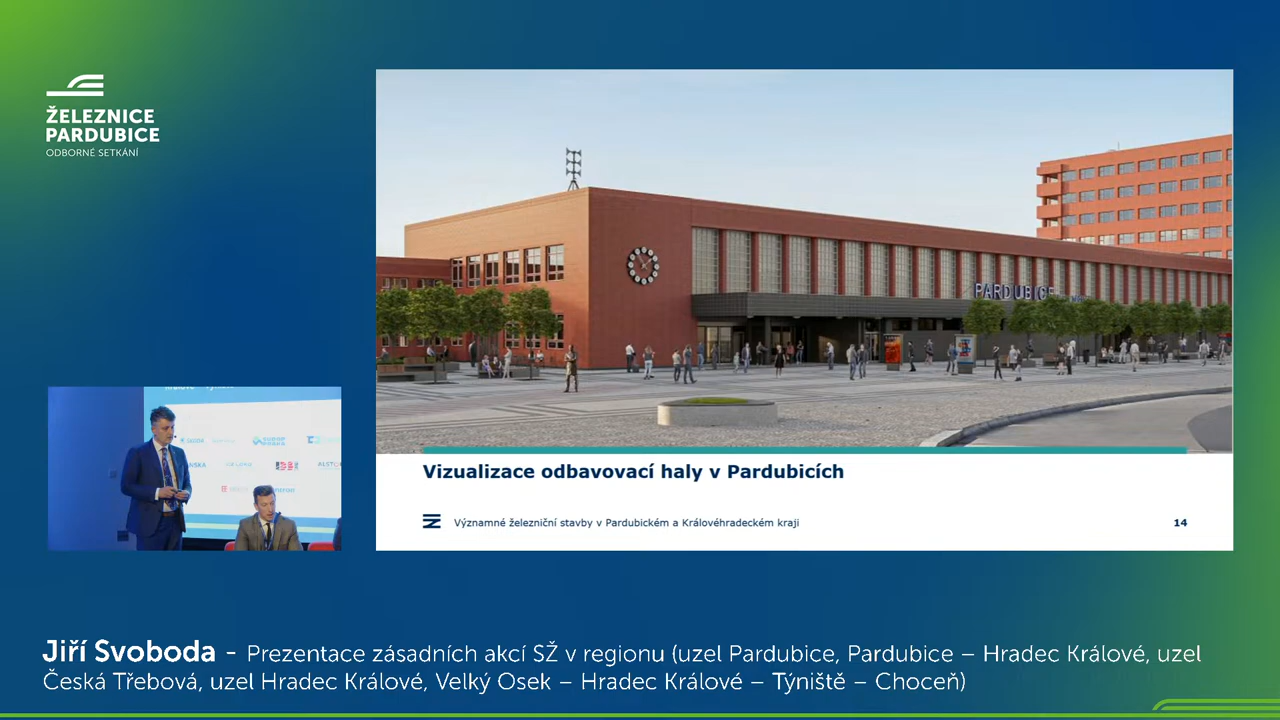 ŽELEZNICE
PARDUBICE
ODBORNÉ SETKÁNÍ
PARDUBICE
Vizualizace odbavovací haly v Pardubicích
Významné železniční stavby v Pardubickém a Královéhradeckém kraji
14
Jiří Svoboda - Prezentace zásadních akcí SŽ v regionu (uzel Pardubice, Pardubice – Hradec Králové, uzel
Česká Třebová, uzel Hradec Králové, Velký Osek – Hradec Králové – Týniště – Choceň)